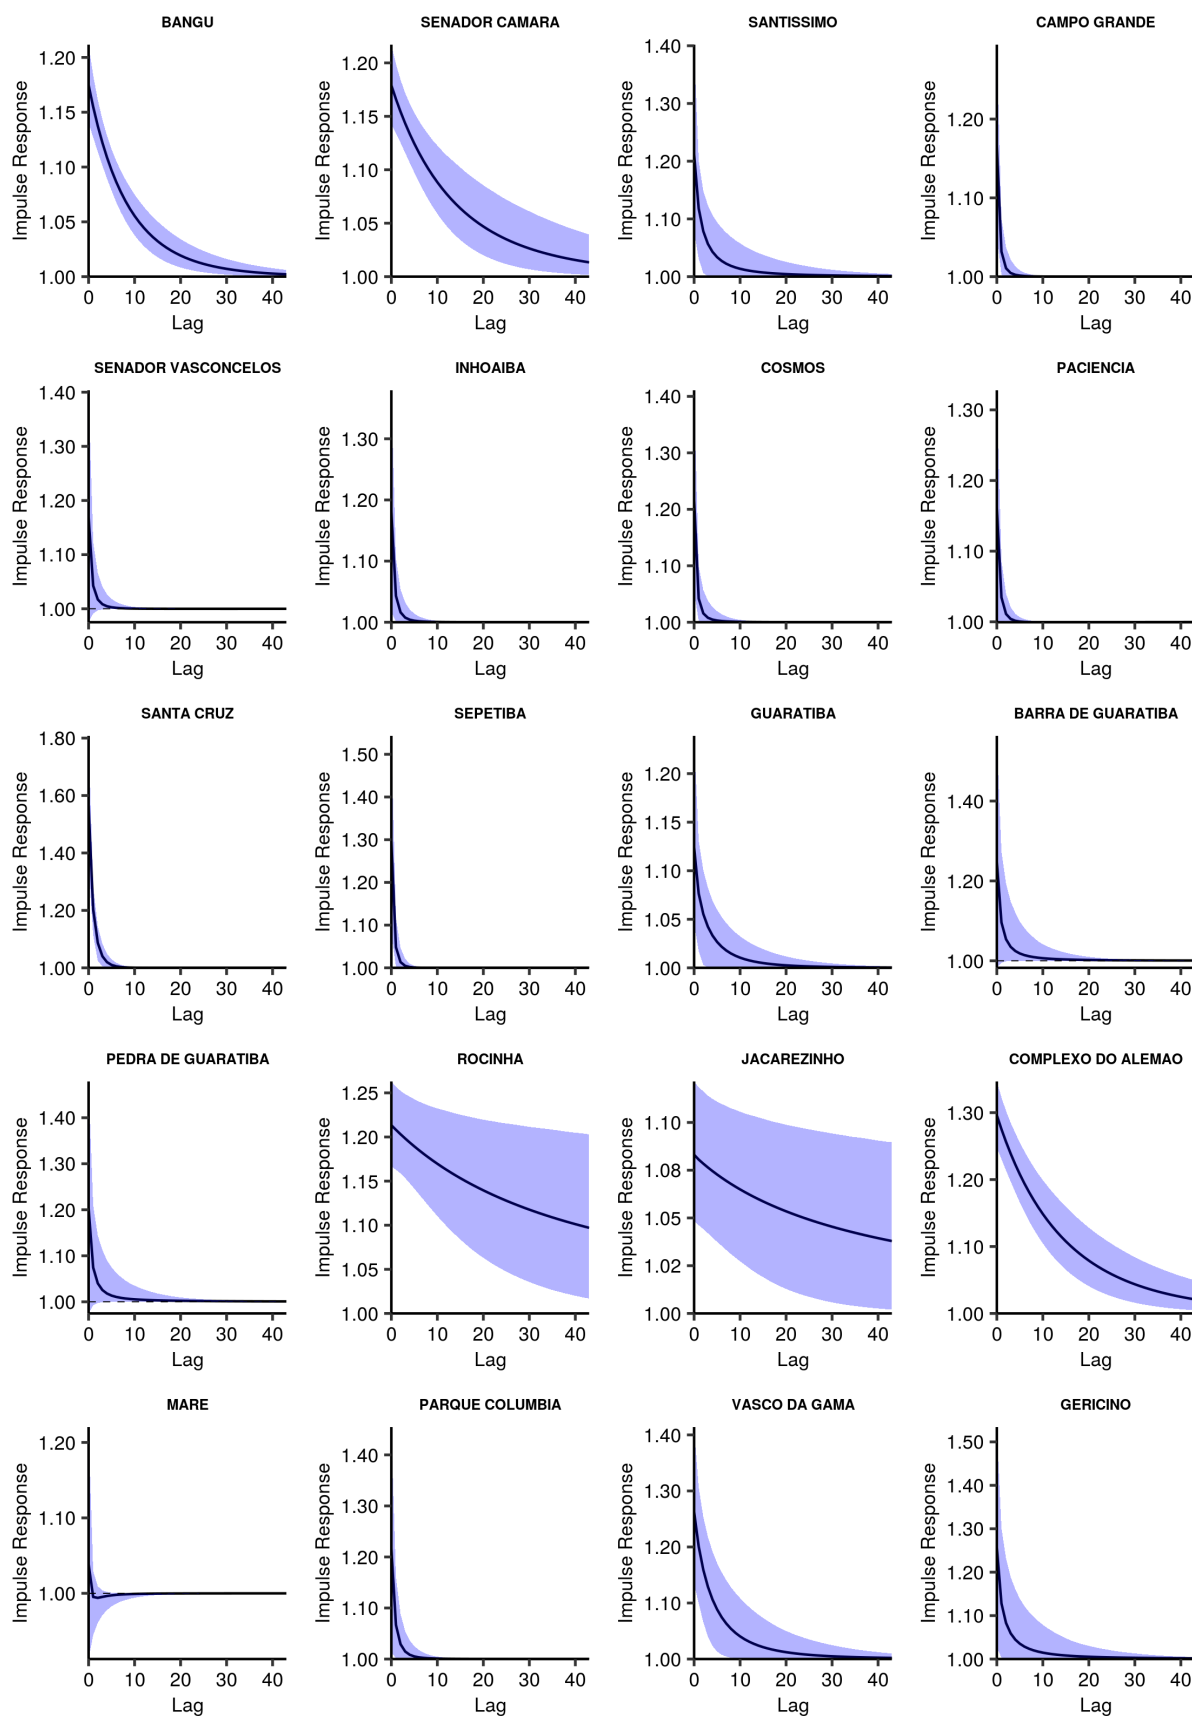 BANGU
SENADOR CAMARA
SANTISSIMO
CAMPO GRANDE
Impulse Response
1.20
1.15
1.10
1.05
1.00
0 10 20 30 40
Lag
Impulse Response
1.20
1.15
1.10
1.05
1.00
0 10 20 30 40
Lag
Impulse Response
1.40
1.30
1.20
1.10
1.00
0 10 20 30 40
Lag
Impulse Response
1.20
1.10
1.00
0 10 20 30 40
Lag
SENADOR VASCONCELOS
INHOAIBA
COSMOS
PACIENCIA
Impulse Response
1.40
1.30
1.20
1.10
1.00
0 10 20 30 40
Lag
Impulse Response
1.30
1.20
1.10
1.00
0 10 20 30 40
Lag
Impulse Response
1.40
1.30
1.20
1.10
1.00
0 10 20 30 40
Lag
Impulse Response
1.30
1.20
1.10
1.00
0 10 20 30 40
Lag
SANTA CRUZ
SEPETIBA
GUARATIBA
BARRA DE GUARATIBA
Impulse Response
1.80
1.60
1.40
1.20
1.00
0 10 20 30 40
Lag
Impulse Response
1.50
1.40
1.30
1.20
1.10
1.00
0 10 20 30 40
Lag
Impulse Response
1.20
1.15
1.10
1.05
1.00
0 10 20 30 40
Lag
Impulse Response
1.40
1.20
1.00
0 10 20 30 40
Lag
PEDRA DE GUARATIBA
ROCINHA
JACAREZINHO
COMPLEXO DO ALEMAO
Impulse Response
1.40
1.30
1.20
1.10
1.00
0 10 20 30 40
Lag
Impulse Response
1.25
1.20
1.15
1.10
1.05
1.00
0 10 20 30 40
Lag
Impulse Response
1.10
1.08
1.05
1.02
1.00
0 10 20 30 40
Lag
Impulse Response
1.30
1.20
1.10
1.00
0 10 20 30 40
Lag
MARE
PARQUE COLUMBIA
VASCO DA GAMA
GERICINO
Impulse Response
1.20
1.10
1.00
0 10 20 30 40
Lag
Impulse Response
1.40
1.30
1.20
1.10
1.00
0 10 20 30 40
Lag
Impulse Response
1.40
1.30
1.20
1.10
1.00
0 10 20 30 40
Lag
Impulse Response
1.50
1.40
1.30
1.20
1.10
1.00
0 10 20 30 40
Lag